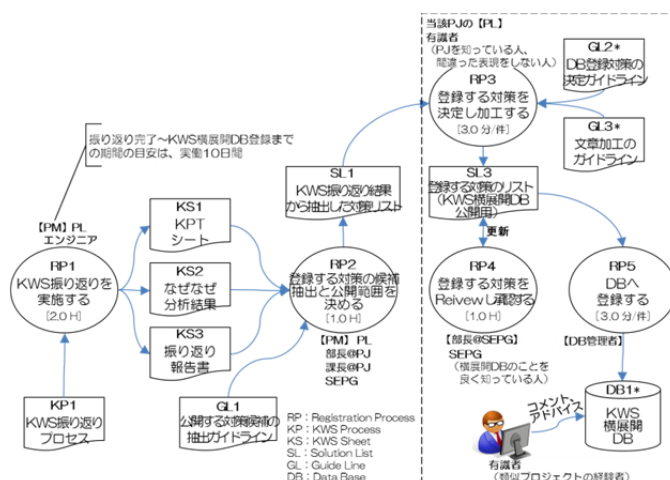 当該PJの【PL】
有識者
(PJを知っている人、
間違った表現をしない人)
GL2*
DB登録対策の
決定ガイドライン
RP3
登録する対策を
決定し加工する
[3.0 分/件]
GL3*
文章加工の
ガイドライン
振り返り完了～KWS横展開DB登録まで
の期間の目安は、実働10日間
SL1
KWS振り返り結果
から抽出した対策リスト
SL3
登録する対策のリスト
(KWS横展開DB
公開用)
更新
【PM】PL
エンジニア
RP1
KWS振り返りを
実施する
[2.0 H]
KS1
KPT
シート
KS2
なぜなぜ
分析結果
KS3
振り返り
報告書
RP2
登録する対策の候補
抽出と公開範囲を
決める
[1.0 H]
【PM】PL
部長@PJ
課長@PJ
SEPG
RP4
登録する対策を
Reivewし承認する
[1.0 H]
【部長@SEPG】
SEPG
(横展開DBのことを
良く知っている人)
RP5
DBへ
登録する
[3.0 分/件]
【DB管理者】
KP1
KWS振り返り
プロセス
GL1
公開する対策候補の
抽出ガイドライン
RP：Registration Process
KP：KWS Process
KS：KWS Sheet
SL：Solution List
GL：Guide Line
DB：Data Base
コメント、
アドバイス
DB1*
KWS
横展開
DB
有識者
(類似プロジェクトの経験者)